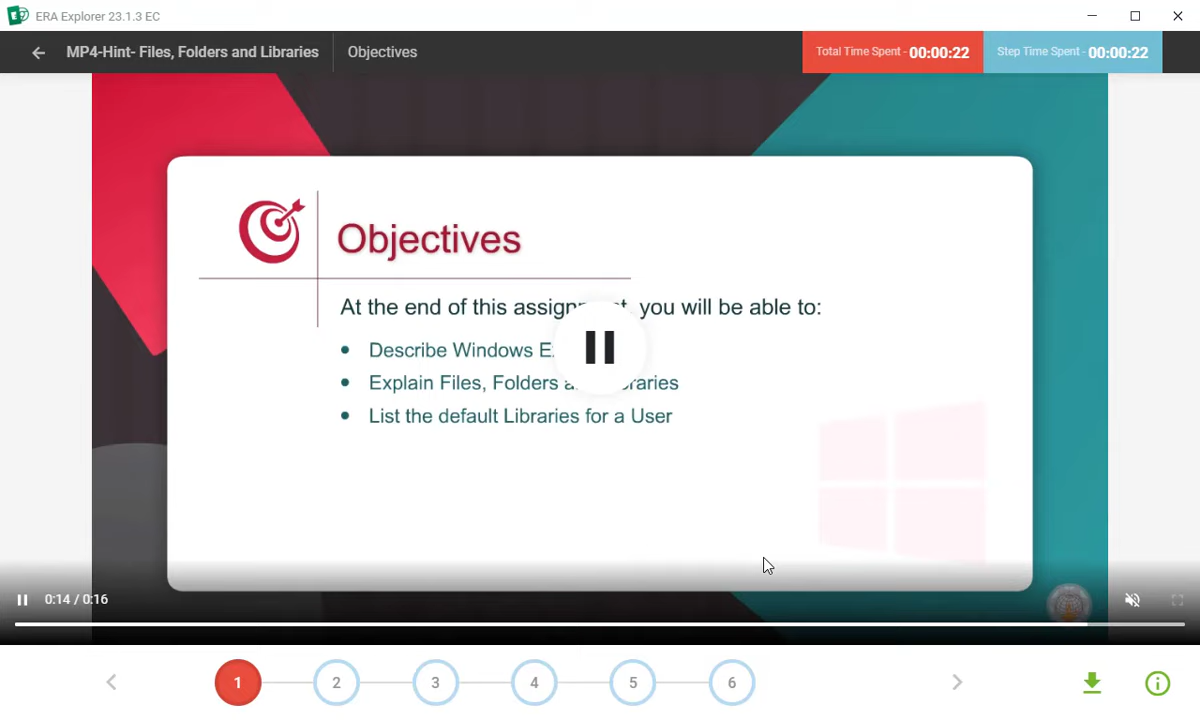 ERA Explorer 23.1.3 EC
MP4-Hint- Files, Folders and Libraries Objectives Total Time Spent - 00:00:22 Step Time Spent - 00:00:22
Objectives
At the end of this you will be able to:
Describe Windows
Explain Files, Folders
List the default Libraries for a User
0:14 / 0:16
1 2 3 4 5 6